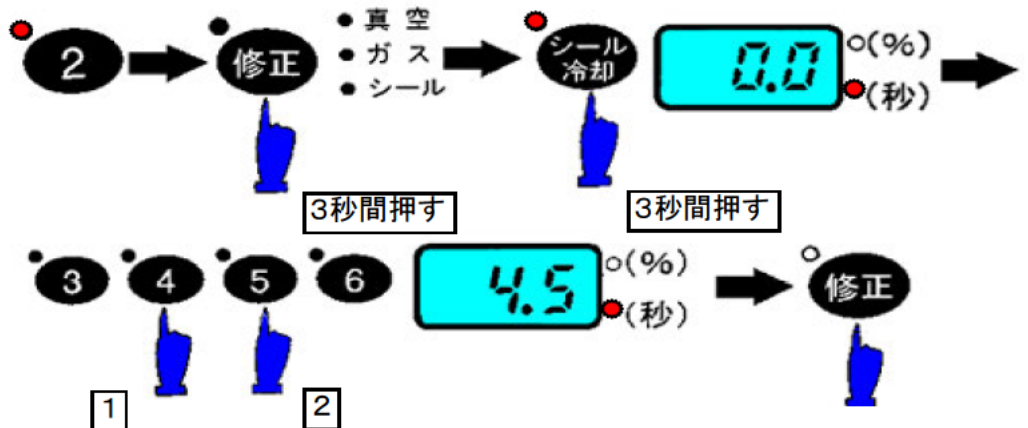 2
修正
● 真 空
● ガ ス
● シール
シール
冷却
0.0
○(%)
(秒)
3秒間押す
3秒間押す
3
4
5
6
4.5
○(%)
(秒)
修正
1
2